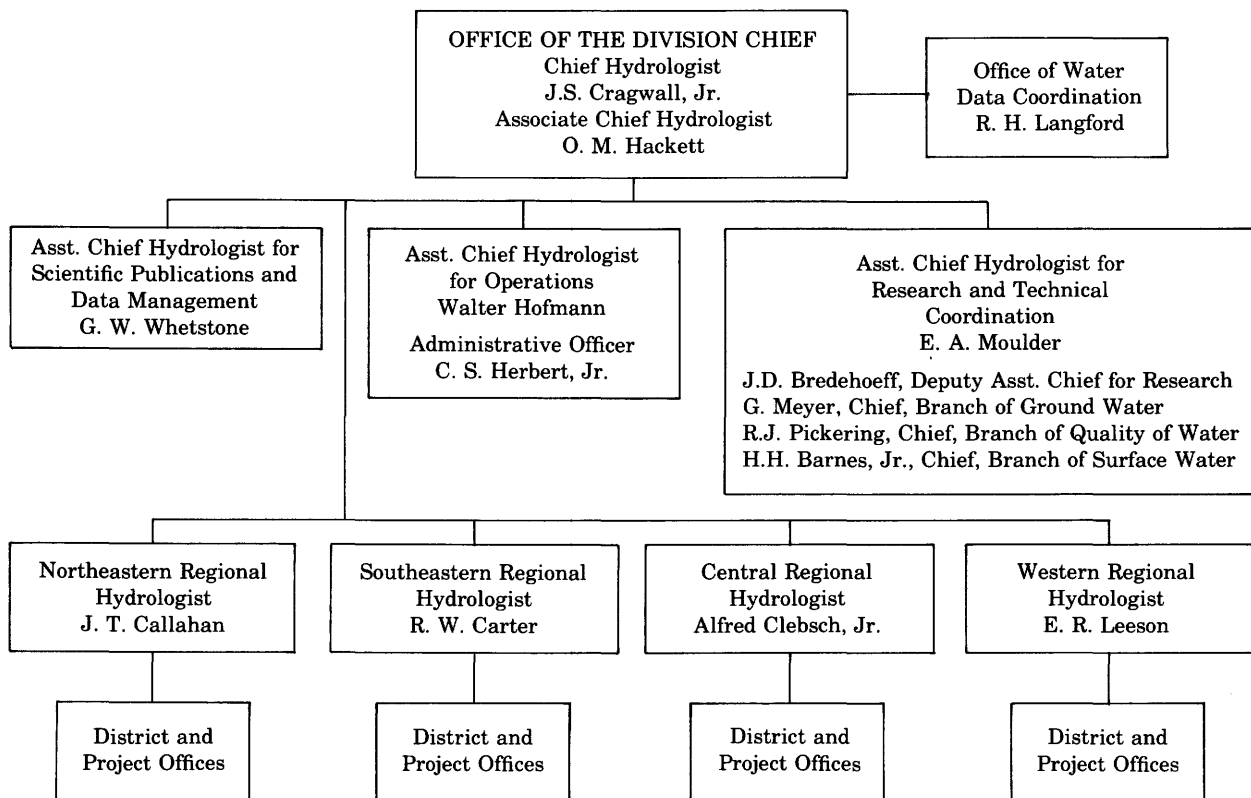 OFFICE OF THE DIVISION CHIEF
Chief Hydrologist
J.S. Cragwall, Jr.
Associate Chief Hydrologist
O. M. Hackett
Office of Water
Data Coordination
R. H. Langford
Asst. Chief Hydrologist for
Scientific Publications and
Data Management
G. W. Whetstone
Asst. Chief Hydrologist
for Operations
Walter Hofmann
Administrative Officer
C. S. Herbert, Jr.
Asst. Chief Hydrologist for
Research and Technical
Coordination
E. A. Moulder
J.D. Bredehoeff, Deputy Asst. Chief for Research
G. Meyer, Chief, Branch of Ground Water
R.J. Pickering, Chief, Branch of Quality of Water
H.H. Barnes, Jr., Chief, Branch of Surface Water
Northeastern Regional
Hydrologist
J. T. Callahan
Southeastern Regional
Hydrologist
R. W. Carter
Central Regional
Hydrologist
Alfred Clebsch, Jr.
Western Regional
Hydrologist
E. R. Leeson
District and
Project Offices
District and
Project Offices
District and
Project Offices
District and
Project Offices